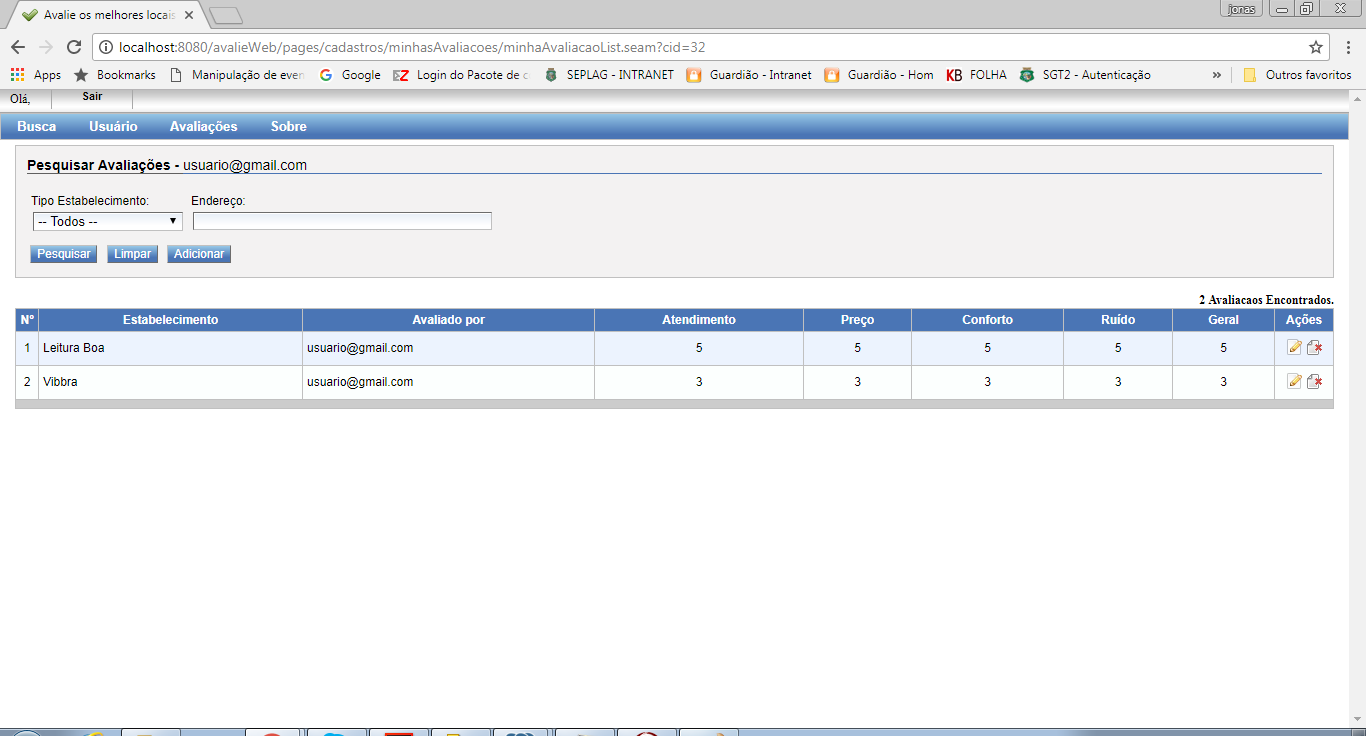 Avalie os melhores locais
jonas
localhost:8080/avalieWeb/pages/cadastros/minhasAvaliacoes/minhaAvaliacaoList.seam?cid=32
Apps Bookmarks Manipulação de even Google Login do Pacote de c SEPLAG - INTRANET Guardião - Intranet Guardião - Hom KB FOLHA SGT2 - Autenticação » Outros favoritos
Olá, Sair
Busca Usuário Avaliações Sobre
Pesquisar Avaliações - usuario@gmail.com
Tipo Estabelecimento: Endereço:
-- Todos --
Pesquisar Limpar Adicionar
2 Avaliacaos Encontrados.
Nº Estabelecimento Avaliado por Atendimento Preço Conforto Ruído Geral Ações
1 Leitura Boa usuario@gmail.com 5 5 5 5 5
2 Vibbra usuario@gmail.com 3 3 3 3 3